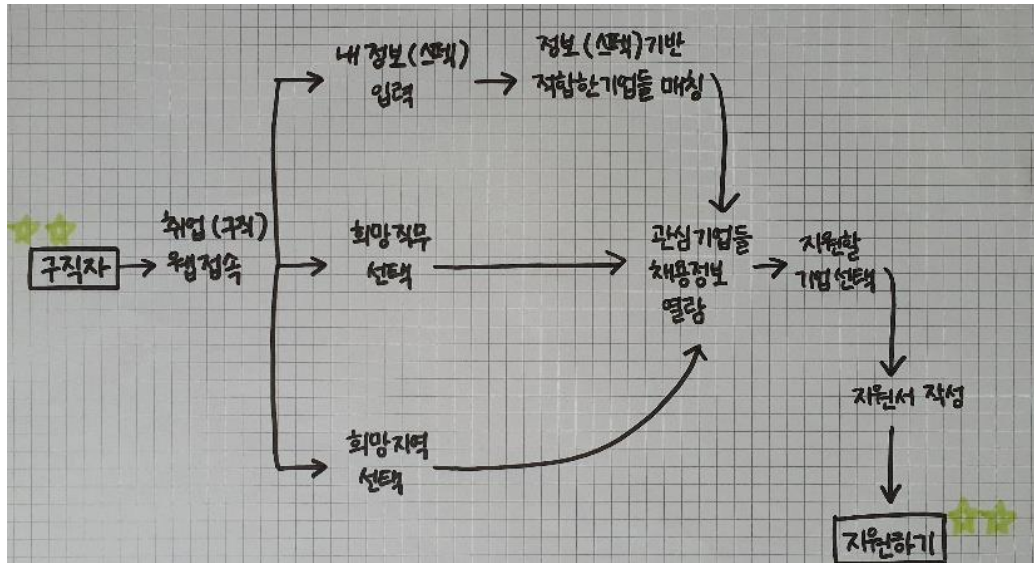 구직자
취업(구직)
웹접속
내 정보(스펙)
입력
정보(스펙)기반
적합한기업들 매칭
희망직무
선택
희망지역
선택
관심기업들
채용정보
열람
지원할
기업선택
지원서 작성
지원하기